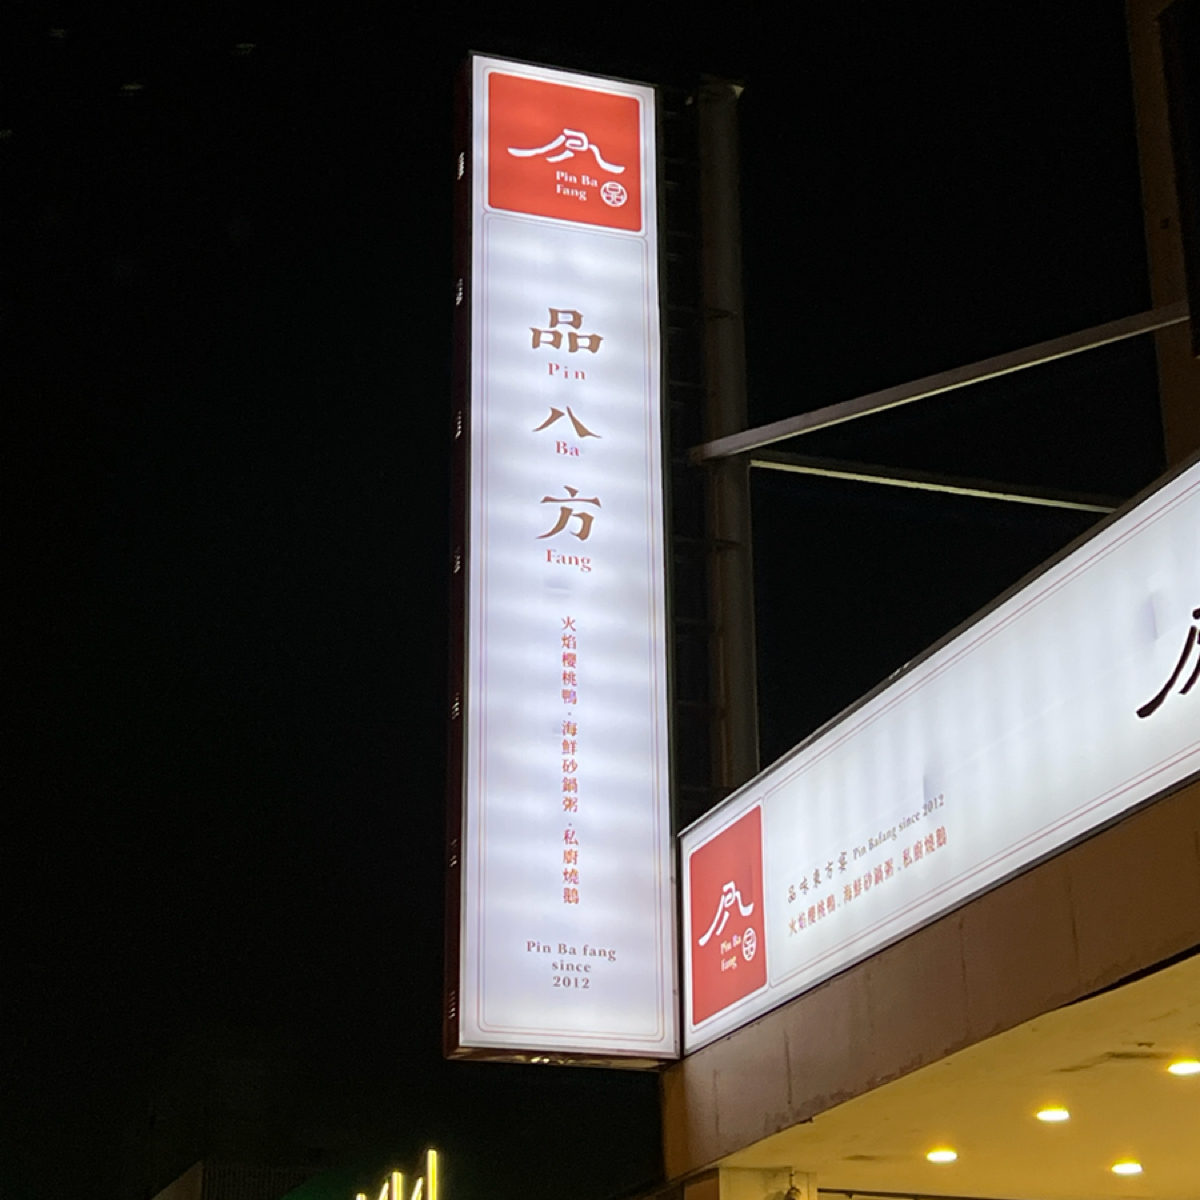 Pin Ba
Fang
品
品
Pin
八
Ba
方
Fang
火焰櫻桃鴨·海鮮砂鍋粥·私廚燒鵝
Pin Ba fang
since
2012
Pin Ba
Fang
品
品味東方宴 Pin Bafang since 2012
火焰櫻桃鴨.海鮮砂鍋粥.私廚燒鵝